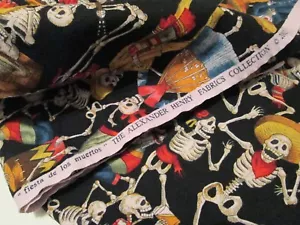 ~ fiesta de los muertos ~ THE ALEXANDER HENRY FABRICS COLLECTION ©